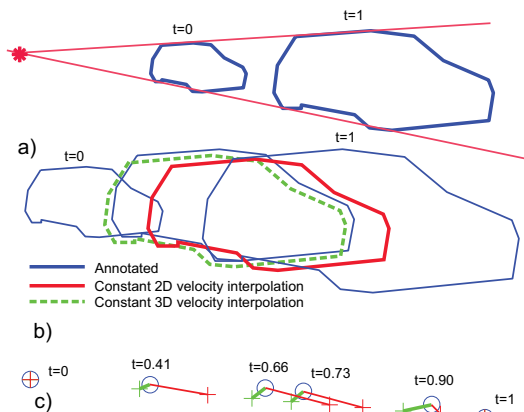 t=0
t=1
a)
t=0
t=1
Annotated
Constant 2D velocity interpolation
Constant 3D velocity interpolation
b)
t=0
t=0.41
t=0.66
t=0.73
t=0.90
t=1
c)